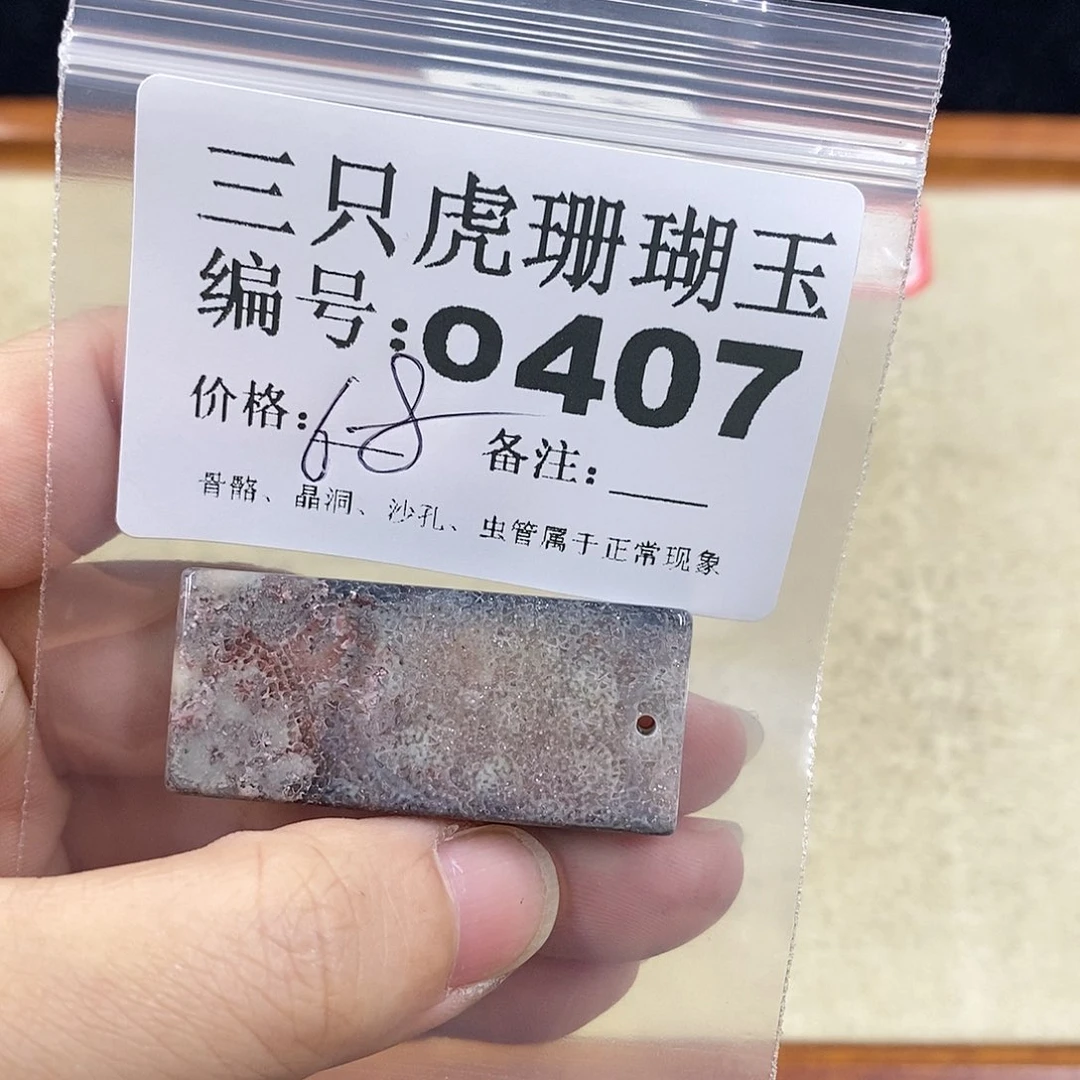 三只虎珊瑚玉
编号:0407
价格:68 备注:____
骨骼、晶洞、沙孔、虫管属于正常现象